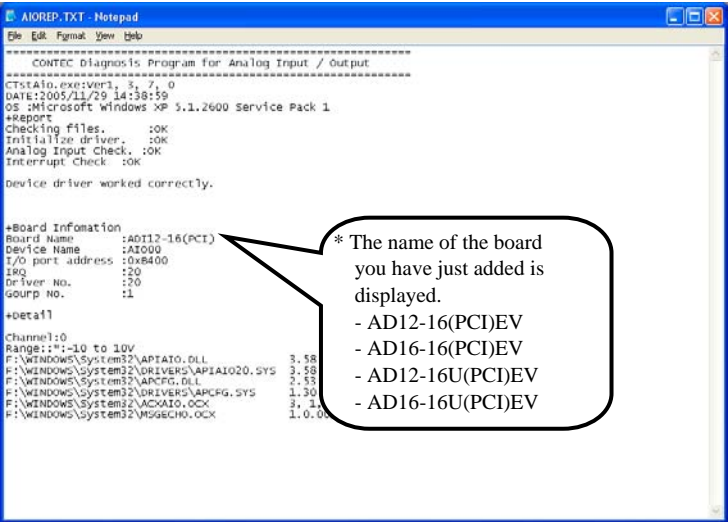 AIOREP.TXT - Notepad
File Edit Format View Help
===========================================================
CONTEC Diagnosis Program for Analog Input / Output
===========================================================
CTstAio.exe:Ver1, 3, 7, 0
DATE:2005/11/29 14:38:59
OS :Microsoft Windows XP 5.1.2600 Service Pack 1
+Report
Checking files. :OK
Initialize driver. :OK
Analog Input Check. :OK
Interrupt Check :OK
Device driver worked correctly.
+Board Infomation
Board Name :ADI12-16(PCI)
Device Name :AIO00
I/O port address :0x8400
IRQ :20
Driver No. :20
Gourp No. :1
+Detail
Channel:0
Range::":-10 to 10V
F:\WINDOWS\System32\APIAIO.DLL 3.58
F:\WINDOWS\System32\DRIVERS\APIAIO20.SYS 3.58
F:\WINDOWS\System32\APCFG.DLL 2.53
F:\WINDOWS\System32\DRIVERS\APCFG.SYS 1.30
F:\WINDOWS\System32\ACXAIO.OCX 3, 1,
F:\WINDOWS\System32\MSGECHO.OCX 1.0.00
* The name of the board
you have just added is
displayed.
- AD12-16(PCI)EV
- AD16-16(PCI)EV
- AD12-16U(PCI)EV
- AD16-16U(PCI)EV